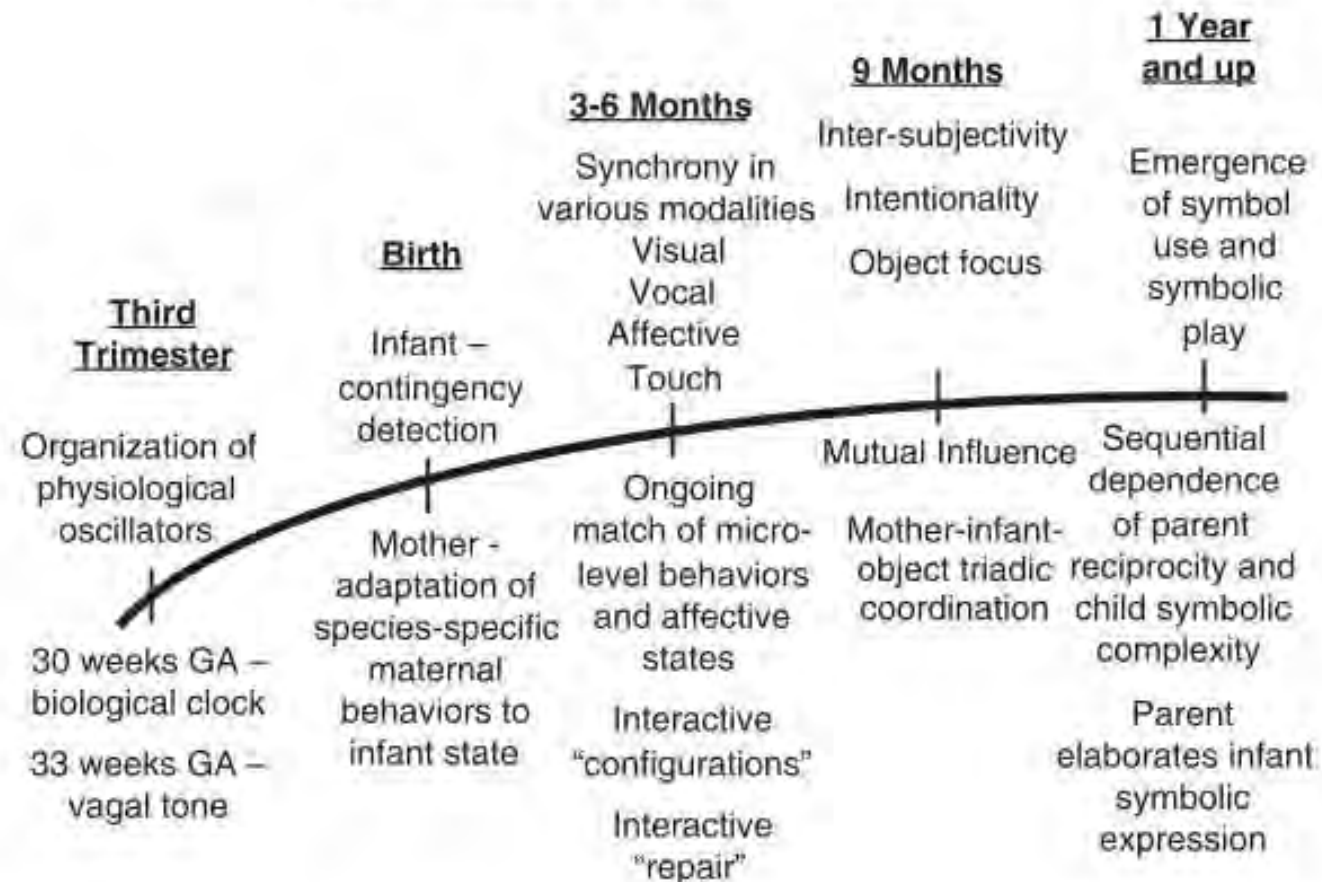 Third
Trimester
Organization of
physiological
oscillators
30 weeks GA –
biological clock
33 weeks GA –
vagal tone
Birth
Infant –
contingency
detection
Mother -
adaptation of
species-specific
maternal
behaviors to
infant state
3-6 Months
Synchrony in
various modalities
Visual
Vocal
Affective
Touch
Ongoing
match of micro-
level behaviors
and affective
states
Interactive
“configurations”
Interactive
“repair”
9 Months
Inter-subjectivity
Intentionality
Object focus
Mutual Influence
Mother-infant-
object triadic
coordination
1 Year
and up
Emergence
of symbol
use and
symbolic
play
Sequential
dependence
of parent
reciprocity and
child symbolic
complexity
Parent
elaborates infant
symbolic
expression